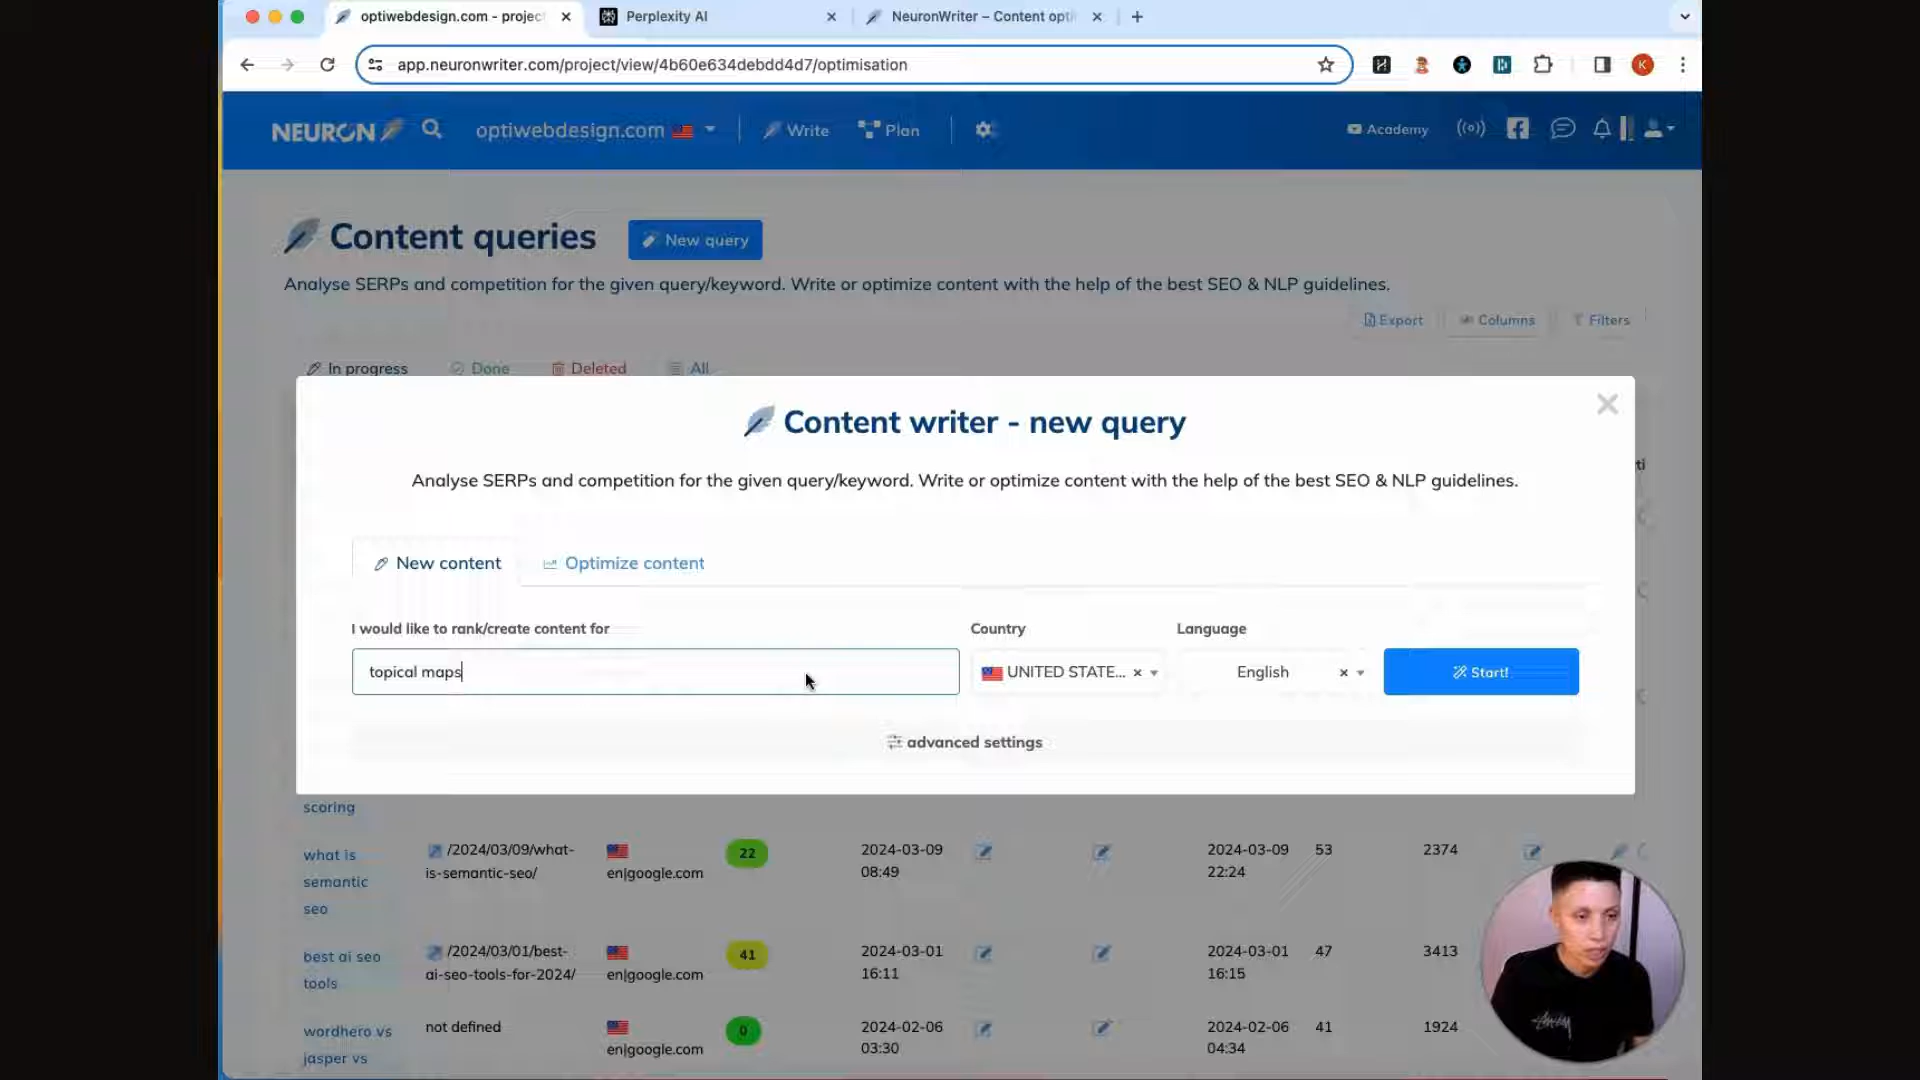 optiwebdesign.com - projec
Perplexity AI
NeuronWriter – Content opti
app.neuronwriter.com/project/view/4b60e634debdd4d7/optimisation
K
NEURON
optiwebdesign.com
Write
Plan
Academy
Content queries
New query
Analyse SERPs and competition for the given query/keyword. Write or optimize content with the help of the best SEO & NLP guidelines.
Export
Columns
Filters
In progress
Done
Deleted
All
Content writer - new query
Analyse SERPs and competition for the given query/keyword. Write or optimize content with the help of the best SEO & NLP guidelines.
New content
Optimize content
I would like to rank/create content for
Country
Language
topical maps
UNITED STATE...
English
Start!
advanced settings
scoring
what is
semantic
seo
/2024/03/09/what-
is-semantic-seo/
en|google.com
22
2024-03-09
08:49
2024-03-09
22:24
53
2374
best ai seo
tools
/2024/03/01/best-
ai-seo-tools-for-2024/
en|google.com
41
2024-03-01
16:11
2024-03-01
16:15
47
3413
wordhero vs
jasper vs
not defined
en|google.com
0
2024-02-06
03:30
2024-02-06
04:34
41
1924